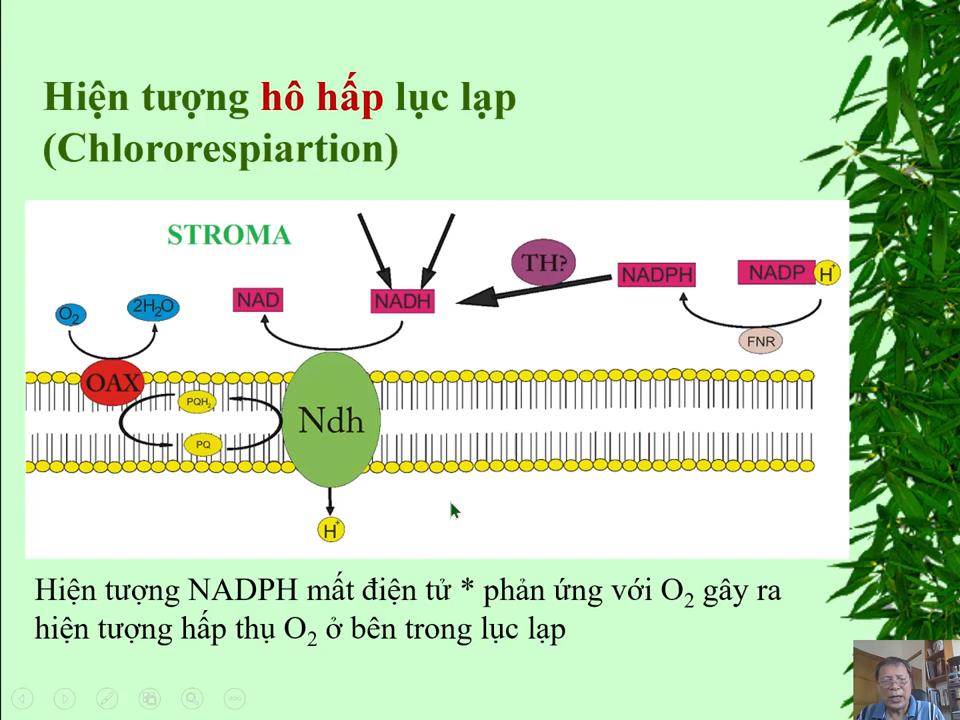 Hiện tượng hô hấp lục lạp
(Chlororespiartion)
STROMA
TH?
NADPH
NADP
H+
O2
2H2O
NAD
NADH
FNR
OAX
PQH2
PQ
Ndh
H+
Hiện tượng NADPH mất điện tử * phản ứng với O2 gây ra
hiện tượng hấp thụ O2 ở bên trong lục lạp